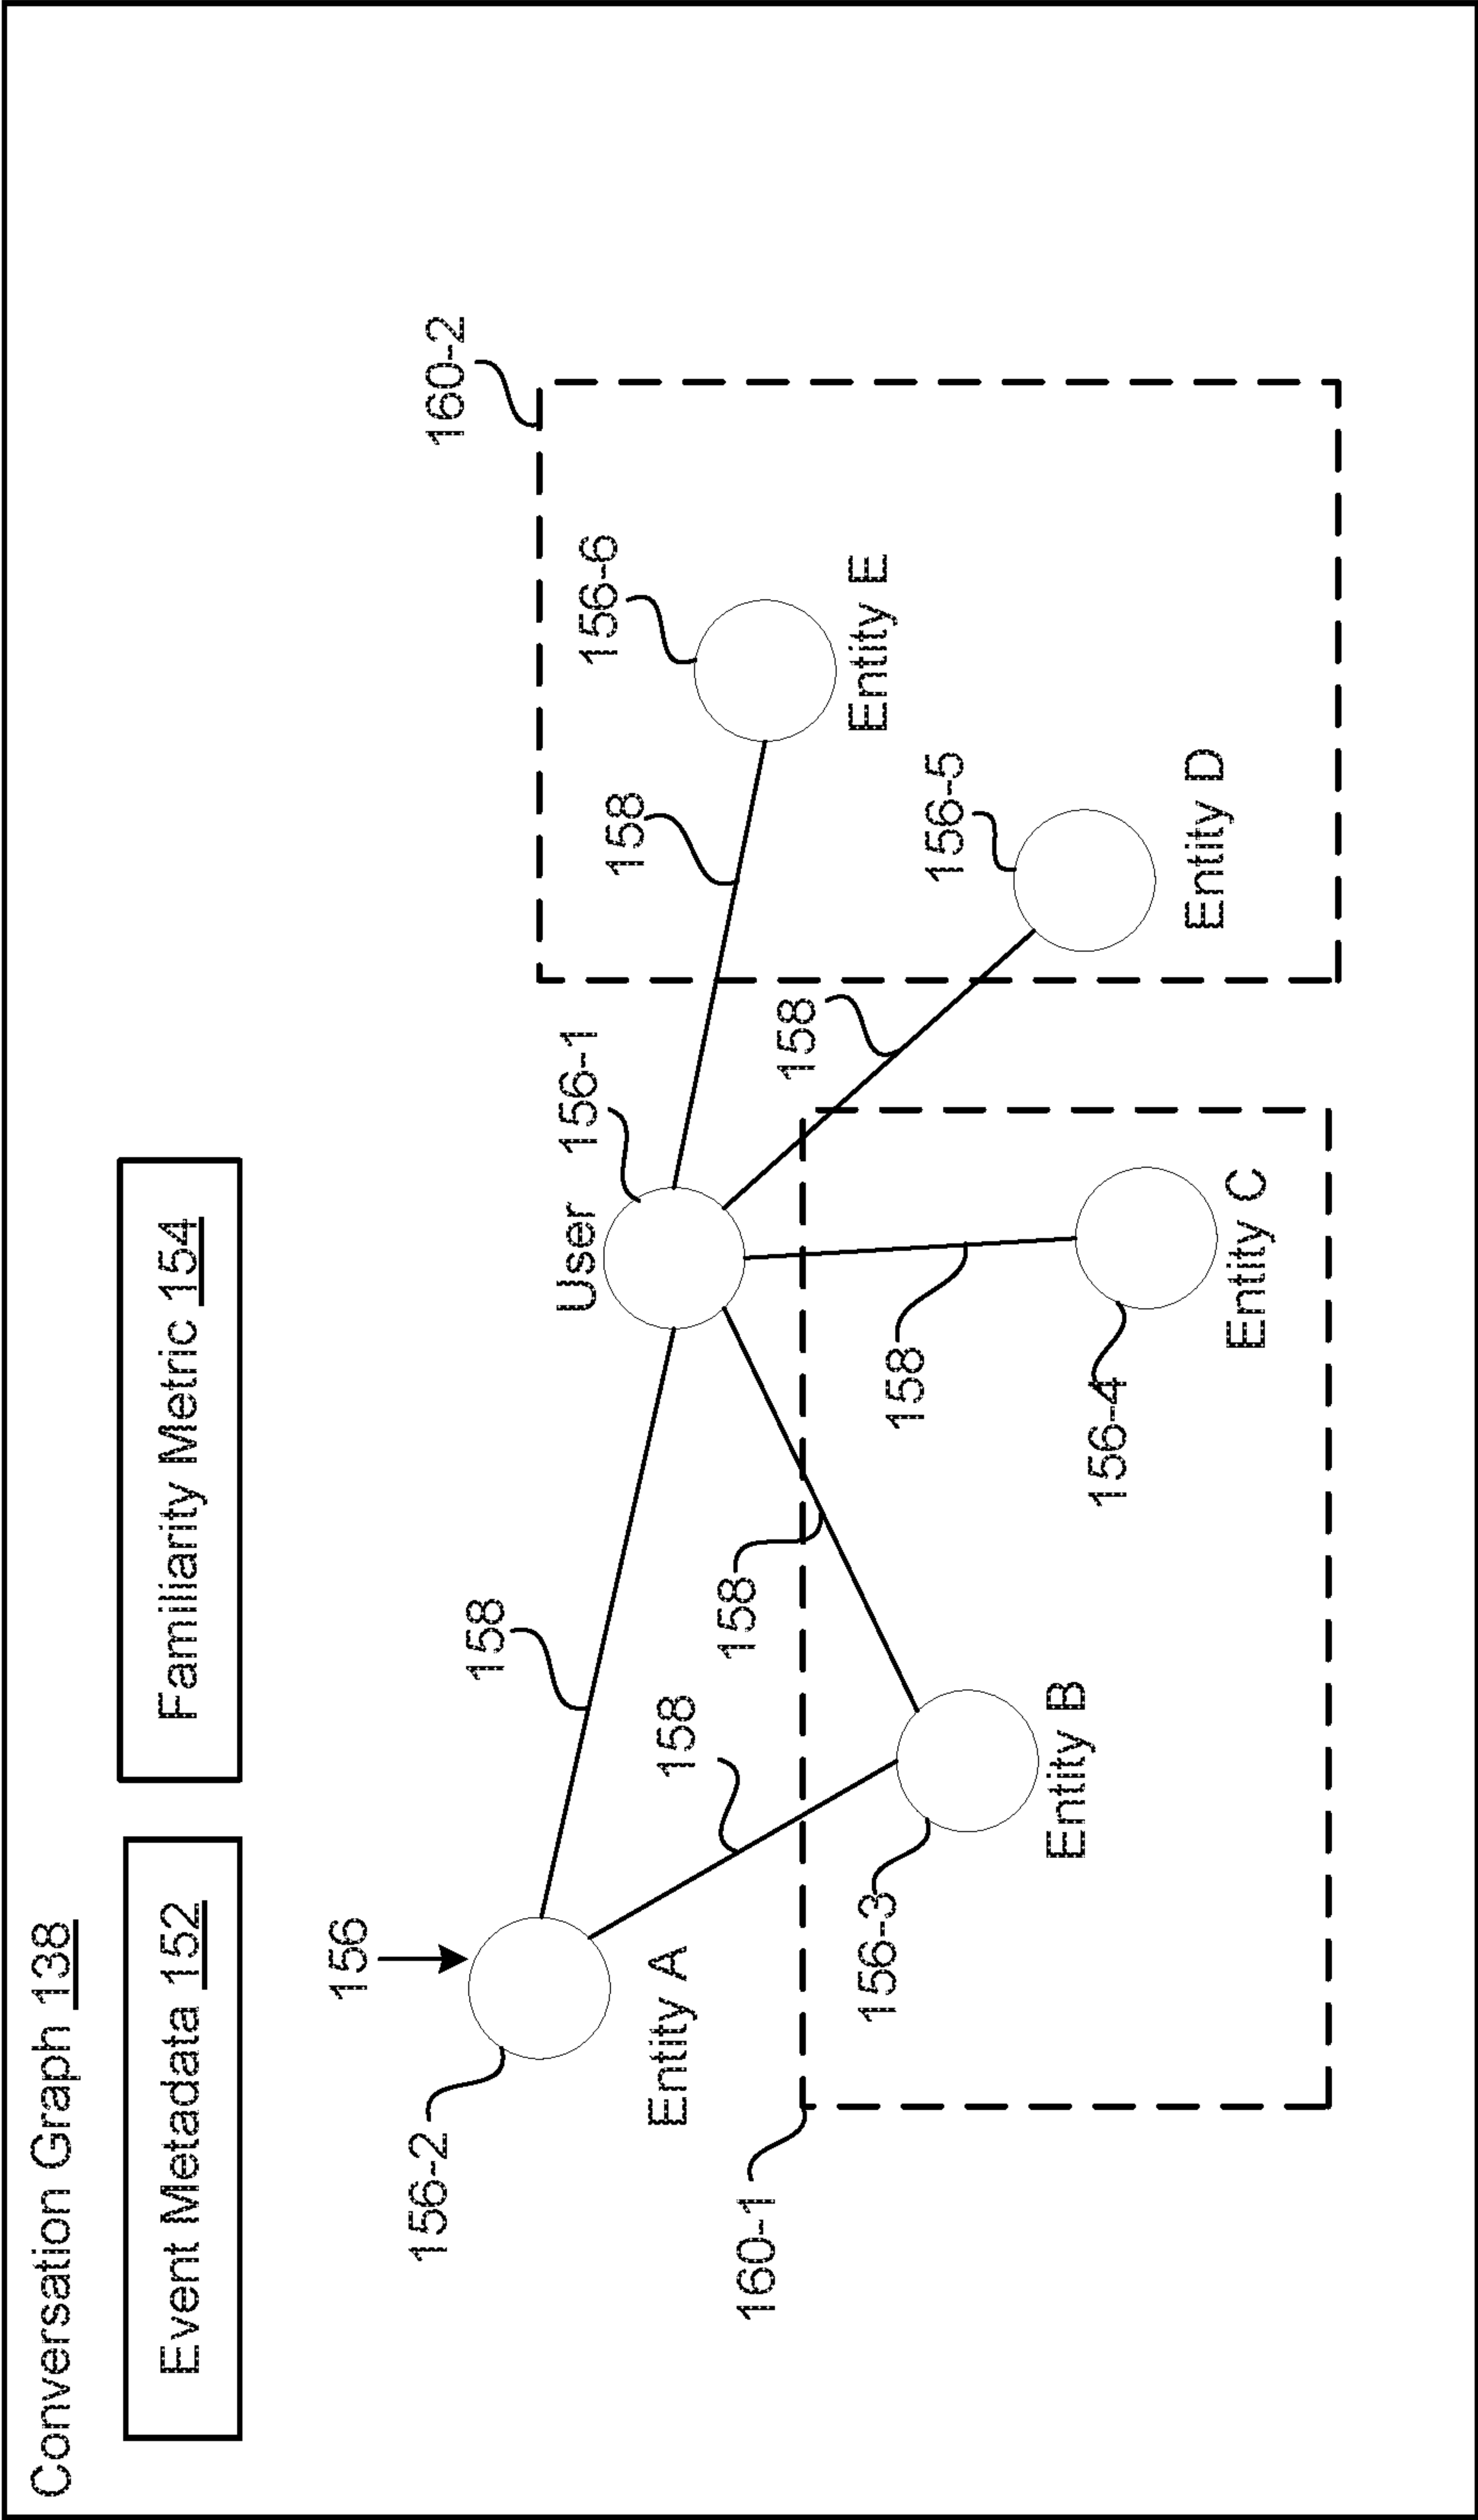 Conversation Graph 138
Event Metadata 152
Familiarity Metric 154
160-2
156
156-2
158
User
156-1
158
156-6
Entity E
Entity A
158
158
158
156-5
160-1
156-3
158
Entity B
156-4
Entity D
Entity C